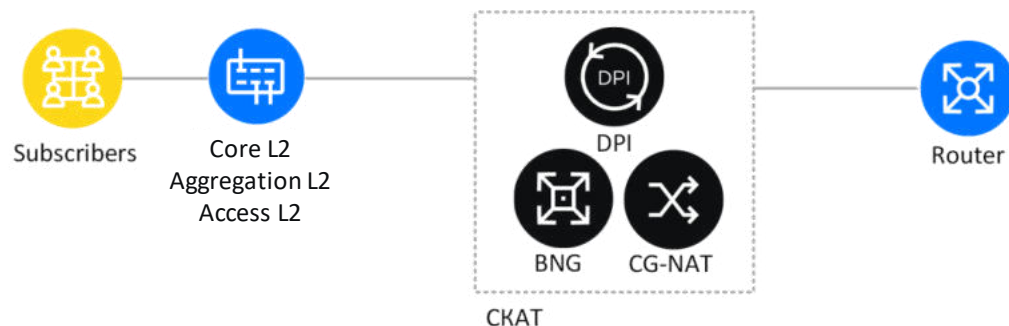 DPI
DPI
Subscribers
Core L2
Aggregation L2
Access L2
Router
BNG
CG-NAT
СКАТ